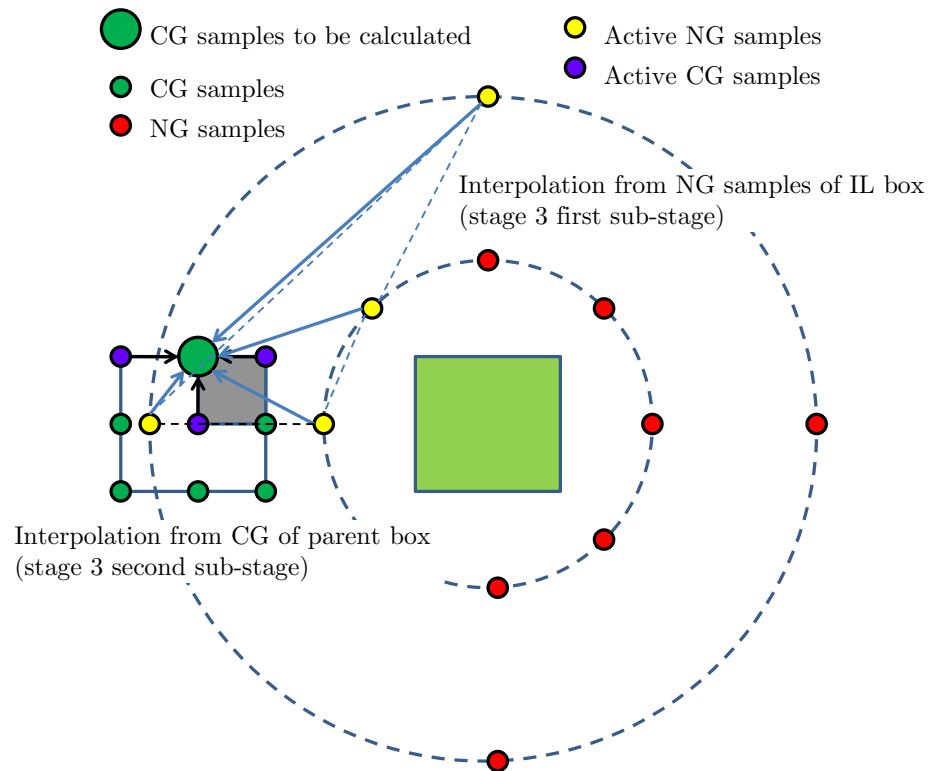 CG samples to be calculated
CG samples
NG samples
Active NG samples
Active CG samples
Interpolation from NG samples of IL box
(stage 3 first sub-stage)
Interpolation from CG of parent box
(stage 3 second sub-stage)